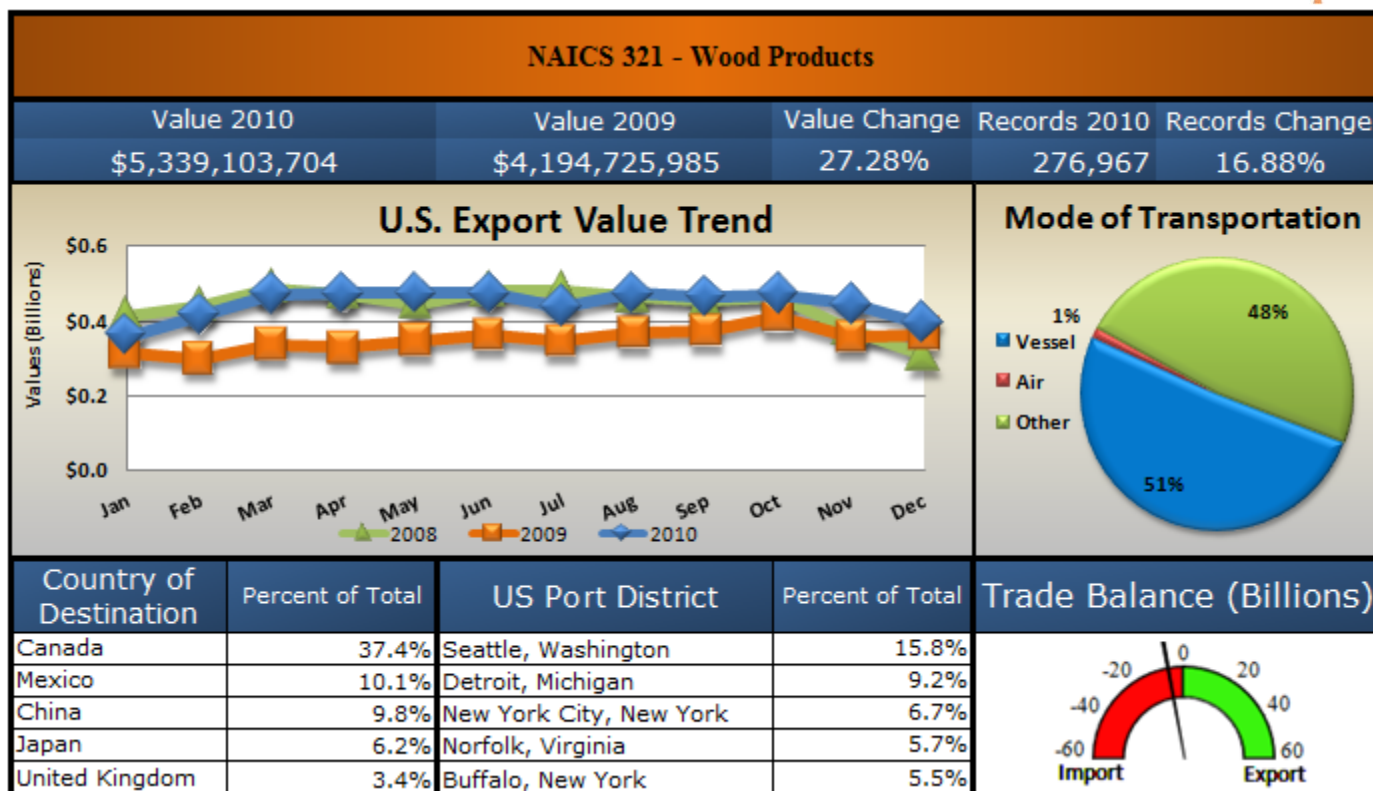 NAICS 321 - Wood Products
Value 2010 Value 2009 Value Change Records 2010 Records Change
$5,339,103,704 $4,194,725,985 27.28% 276,967 16.88%
U.S. Export Value Trend
Values (Billions)
$0.6
$0.4
$0.2
$0.0
Jan Feb Mar Apr May Jun Jul Aug Sep Oct Nov Dec
2008 2009 2010
Mode of Transportation
48%
1%
Vessel
Air
Other
51%
Country of
Destination
Percent of Total
US Port District
Percent of Total
Canada 37.4% Seattle, Washington 15.8%
Mexico 10.1% Detroit, Michigan 9.2%
China 9.8% New York City, New York 6.7%
Japan 6.2% Norfolk, Virginia 5.7%
United Kingdom 3.4% Buffalo, New York 5.5%
Trade Balance (Billions)
0
-20 20
-40 40
-60 60
Import Export